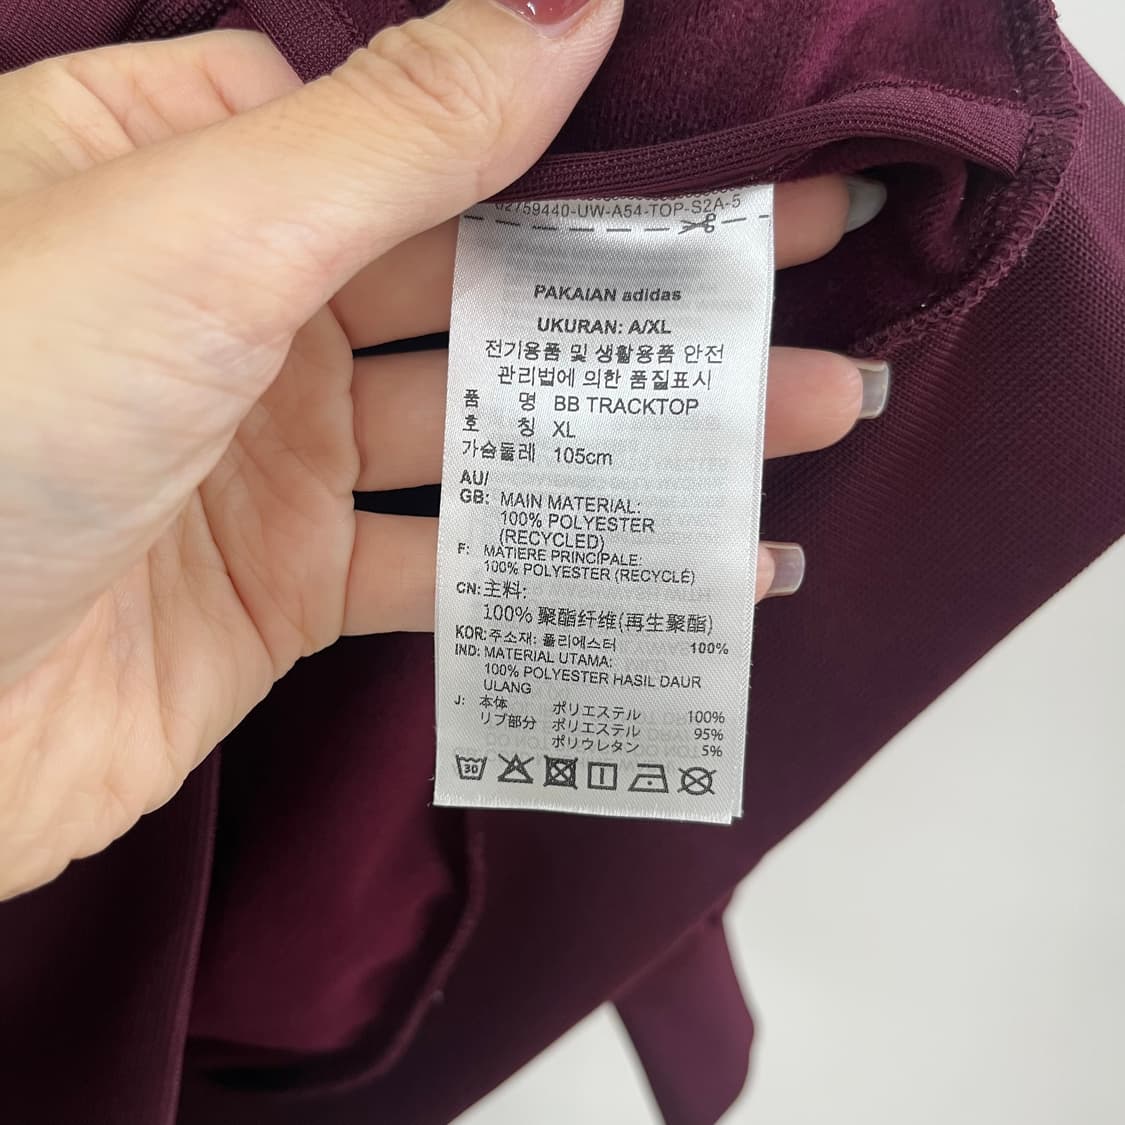 02759440-UW-A54-TOP-S2A-5
PAKAIAN adidas
UKURAN: A/XL
전기용품 및 생활용품 안전
관리법에 의한 품질표시
품 명 BB TRACKTOP
호 칭 XL
가슴둘레 105cm
AU/
GB: MAIN MATERIAL:
100% POLYESTER
(RECYCLED)
F: MATIERE PRINCIPALE:
100% POLYESTER (RECYCLÉ)
CN: 主料:
100% 聚酯纤维(再生聚酯)
KOR: 주소재: 폴리에스터 100%
IND: MATERIAL UTAMA:
100% POLYESTER HASIL DAUR
ULANG
J: 本体 ポリエステル 100%
リブ部分 ポリエステル 95%
ポリウレタン 5%
30